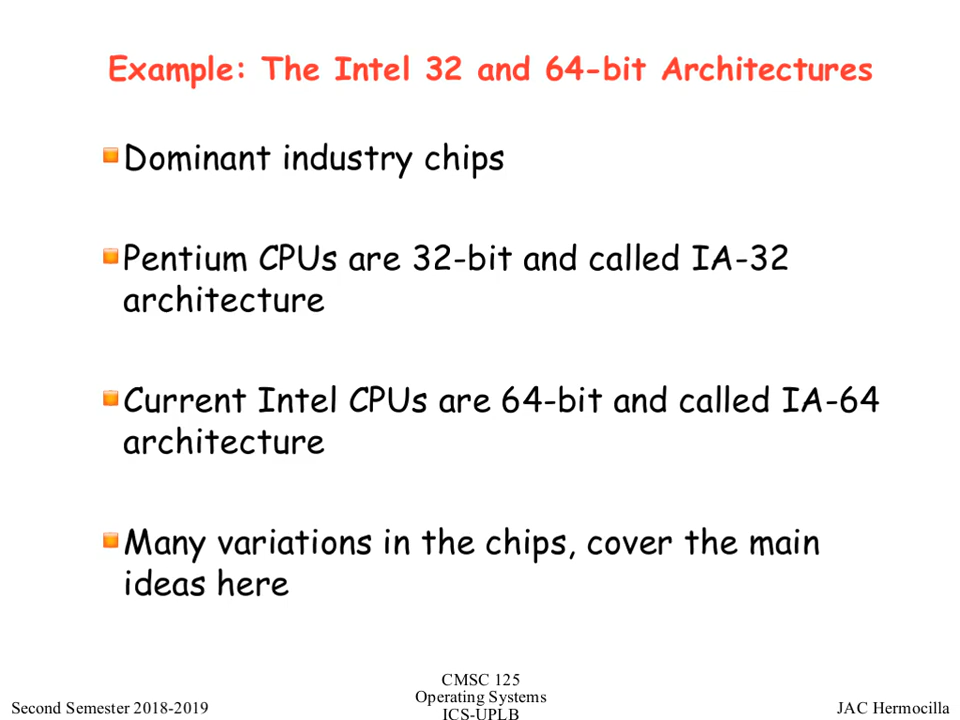 Example: The Intel 32 and 64-bit Architectures
Dominant industry chips
Pentium CPUs are 32-bit and called IA-32
architecture
Current Intel CPUs are 64-bit and called IA-64
architecture
Many variations in the chips, cover the main
ideas here
Second Semester 2018-2019
CMSC 125
Operating Systems
ICS-UPLB
JAC Hermocilla